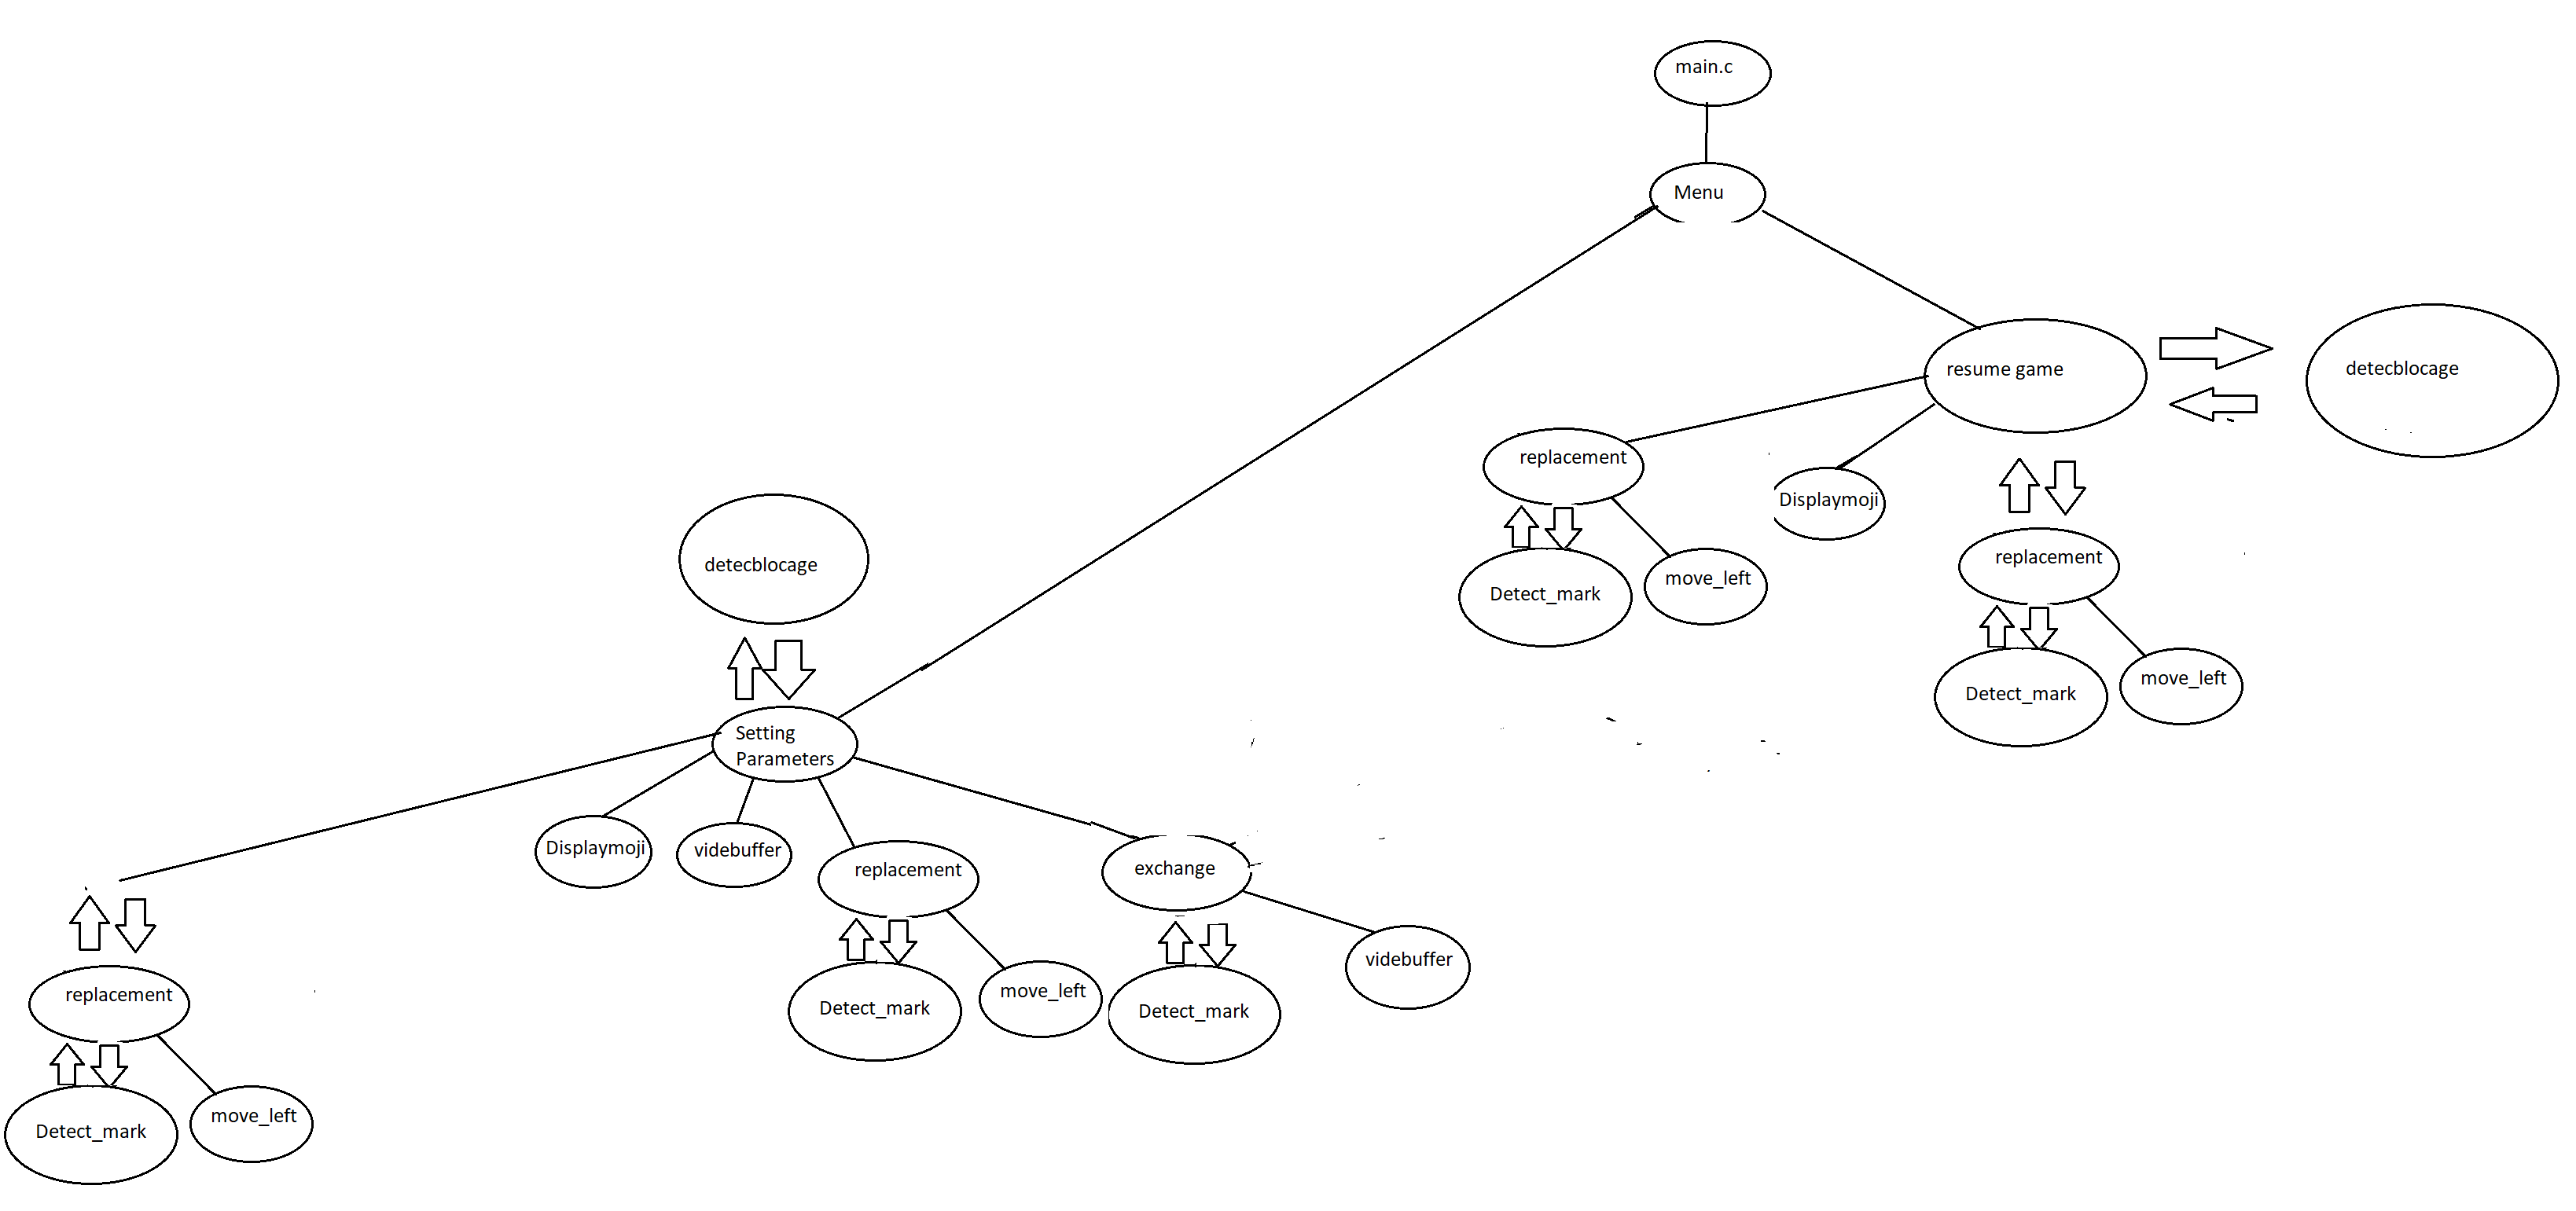 main.c
Menu
resume game
detecblocage
replacement
Displaymoji
replacement
detecblocage
Detect_mark
move_left
Detect_mark
move_left
Setting
Parameters
Displaymoji
videbuffer
replacement
exchange
videbuffer
replacement
Detect_mark
move_left
Detect_mark
Detect_mark
move_left